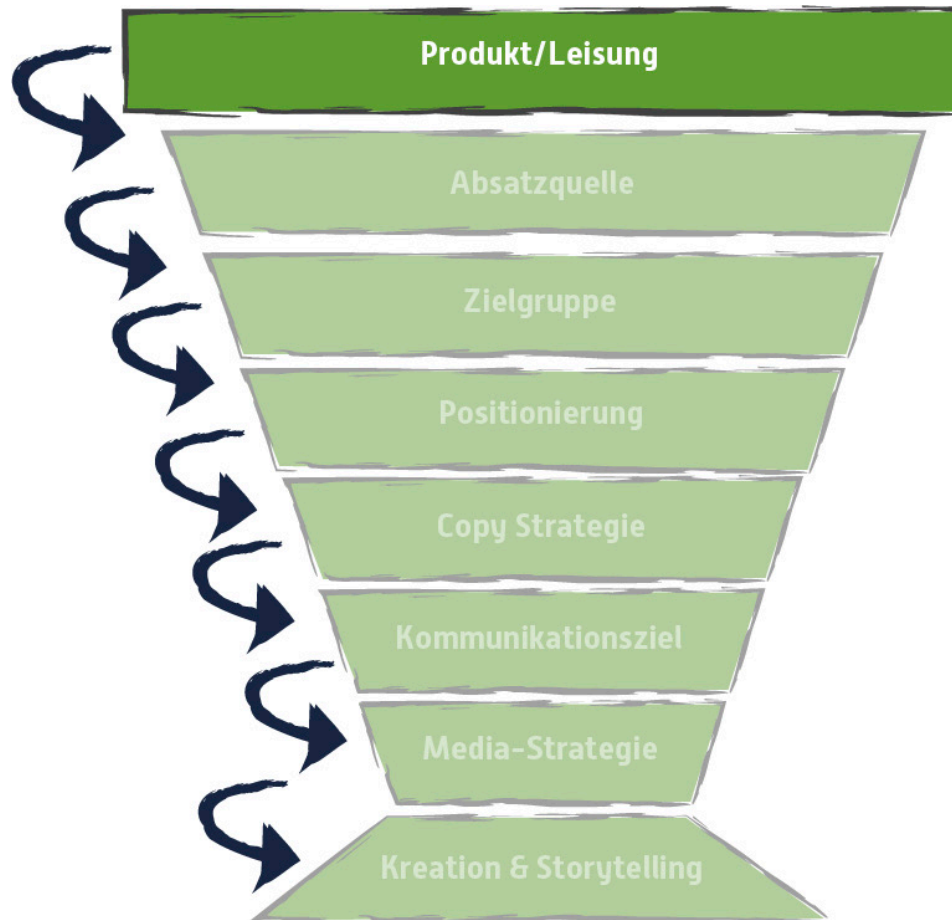 Produkt/Leisung
Absatzquelle
Zielgruppe
Positionierung
Copy Strategie
Kommunikationsziel
Media-Strategie
Kreation & Storytelling